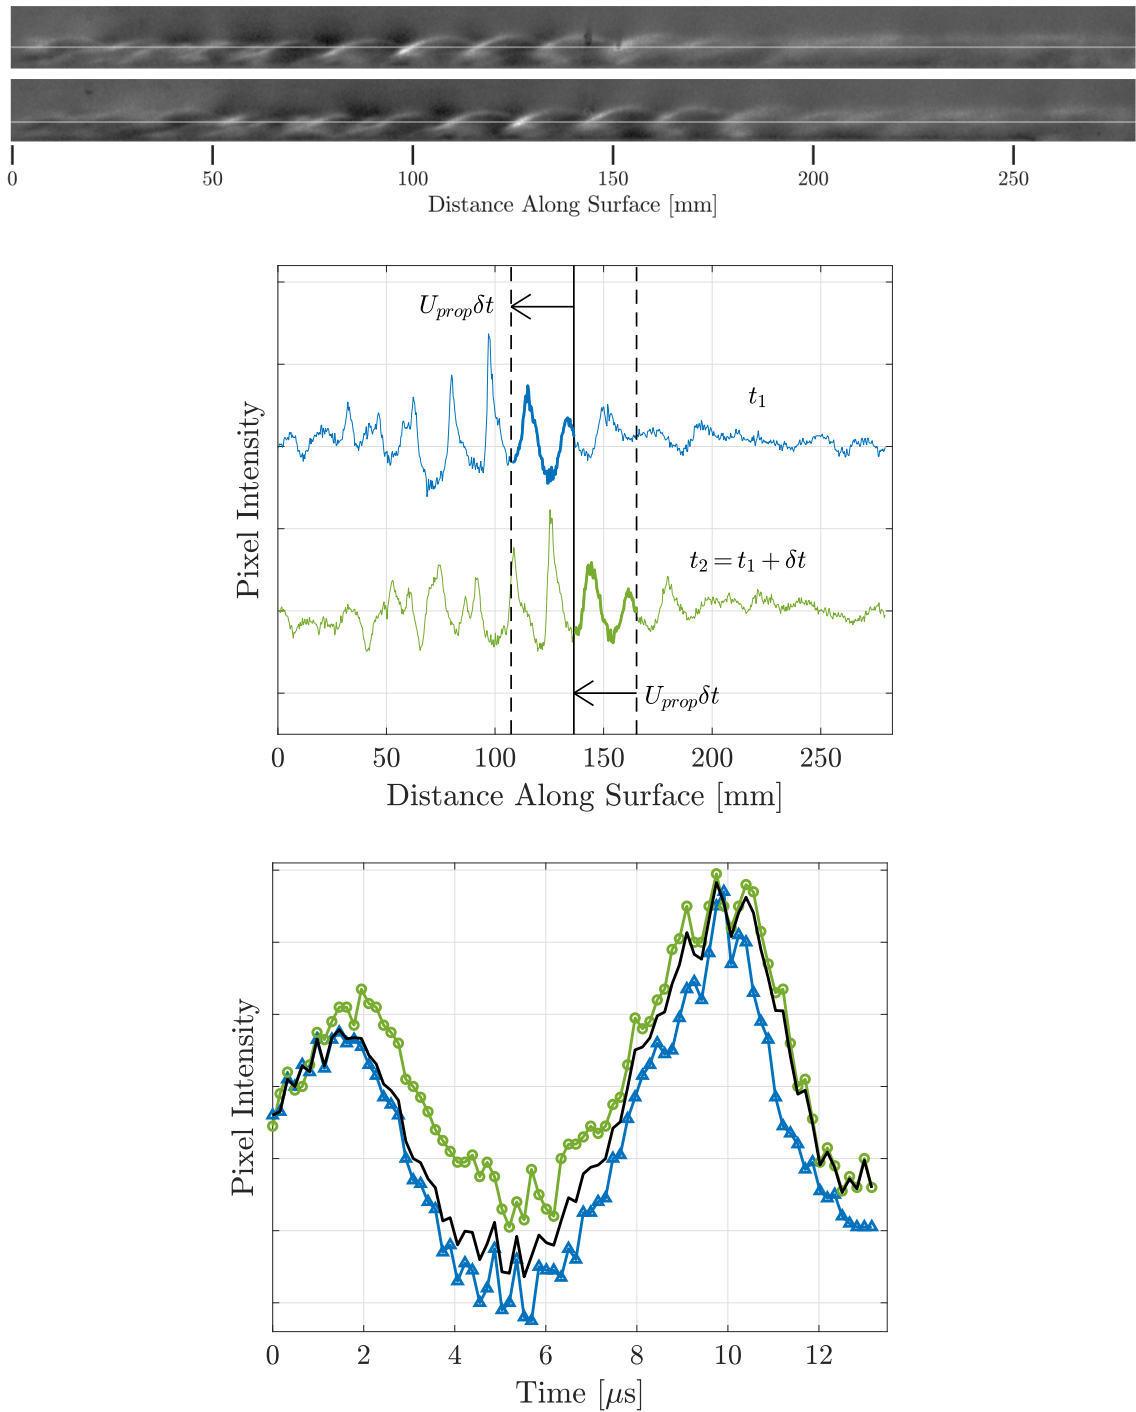 0 50 100 150 200 250
Distance Along Surface [mm]
U_prop δt
t_1
Pixel Intensity
t_2 = t_1 + δt
U_prop δt
0 50 100 150 200 250
Distance Along Surface [mm]
Pixel Intensity
0 2 4 6 8 10 12
Time [μs]